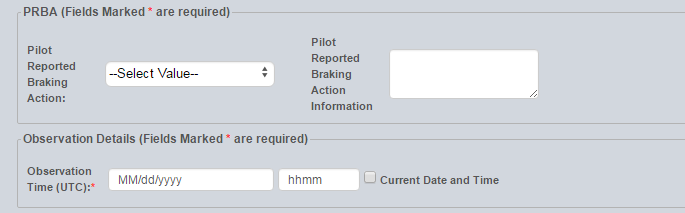 PRBA (Fields Marked * are required)
Pilot
Reported
Braking
Action:
--Select Value--
Pilot
Reported
Braking
Action
Information
Observation Details (Fields Marked * are required)
Observation
Time (UTC):*
MM/dd/yyyy
hhmm
Current Date and Time